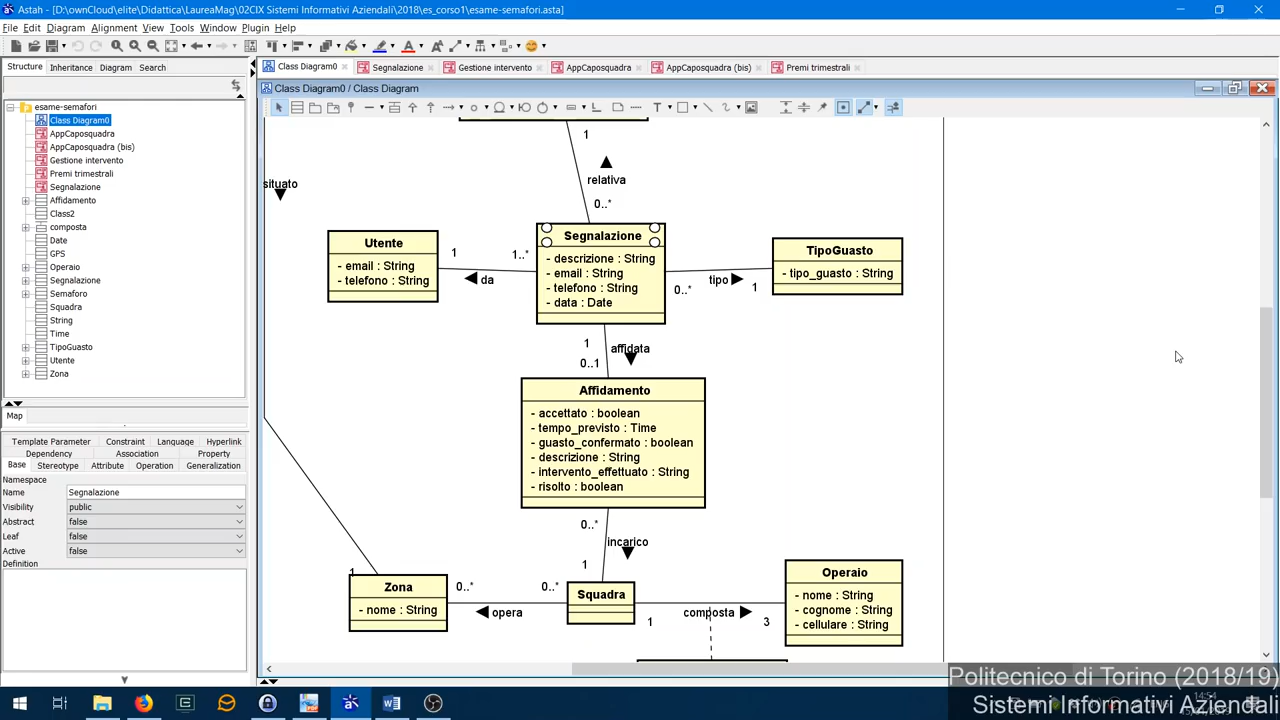 Astah - [D:\ownCloud\elite\Didattica\LaureaMag\02CIX Sistemi Informativi Aziendali\2018\es_corso1\esame-semafori.asta]
File Edit Diagram Alignment View Tools Window Plugin Help
Structure Inheritance Diagram Search
Class Diagram0 Segnalazione Gestione intervento AppCaposquadra AppCaposquadra (bis) Premi trimestrali
Class Diagram0 / Class Diagram
esame-semafori
Class Diagram0
AppCaposquadra
AppCaposquadra (bis)
Gestione intervento
Premi trimestrali
Segnalazione
Affidamento
Class2
composta
Date
GPS
Operaio
Segnalazione
Semaforo
Squadra
String
Time
TipoGuasto
Utente
Zona
Map
Template Parameter Constraint Language Hyperlink
Dependency Association Property
Base Stereotype Attribute Operation Generalization
Namespace
Name Segnalazione
Visibility public
Abstract false
Leaf false
Active false
Definition
1
relativa
0..*
situato
Utente
- email : String
- telefono : String
1
1..*
da
Segnalazione
- descrizione : String
- email : String
- telefono : String
- data : Date
0..*
tipo
1
TipoGuasto
- tipo_guasto : String
1
affidata
0..1
Affidamento
- accettato : boolean
- tempo_previsto : Time
- guasto_confermato : boolean
- descrizione : String
- intervento_effettuato : String
- risolto : boolean
0..*
incarico
1
1
Zona
- nome : String
0..*
0..*
opera
Squadra
1
composta
3
Operaio
- nome : String
- cognome : String
- cellulare : String
Politecnico di Torino (2018/19)
Sistemi Informativi Aziendali